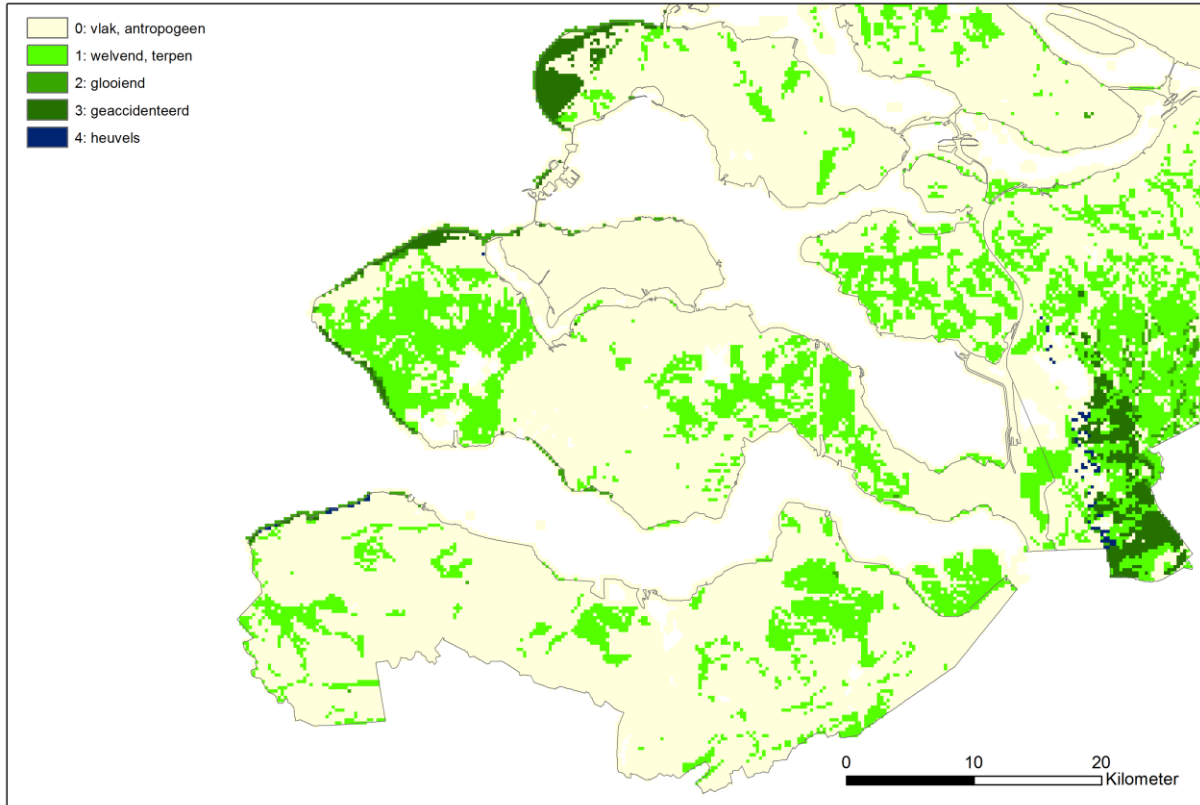 0: vlak, antropogeen
1: welvend, terpen
2: glooiend
3: geaccidenteerd
4: heuvels
0 10 20
Kilometer